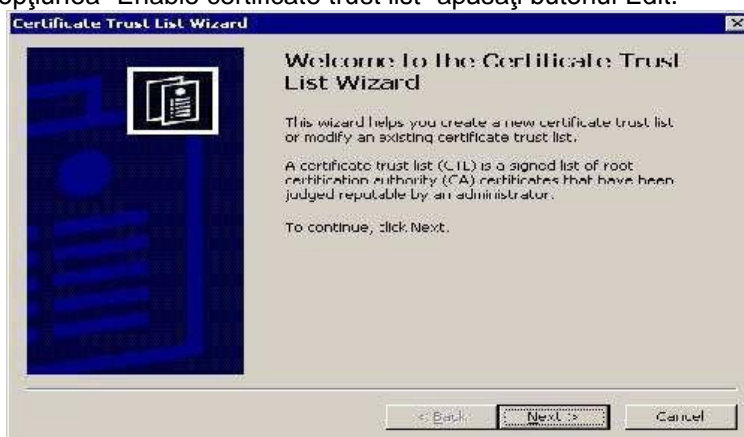 opţiunea "Enable certificate trust list" apăsaţi butonul Edit.
Certificate Trust List Wizard
Welcome to the Certificate Trust
List Wizard
This wizard helps you create a new certificate trust list
or modify an existing certificate trust list.
A certificate trust list (CTL) is a signed list of root
certification authority (CA) certificates that have been
judged reputable by an administrator.
To continue, click Next.
< Back Next > Cancel